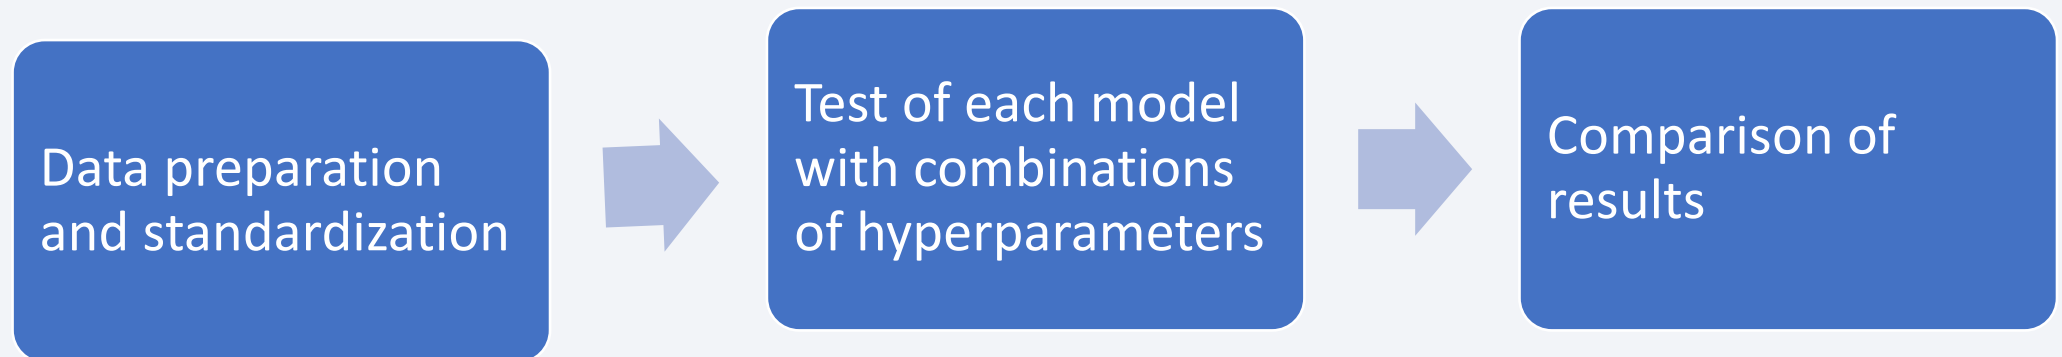 Data preparation
and standardization
Test of each model
with combinations
of hyperparameters
Comparison of
results